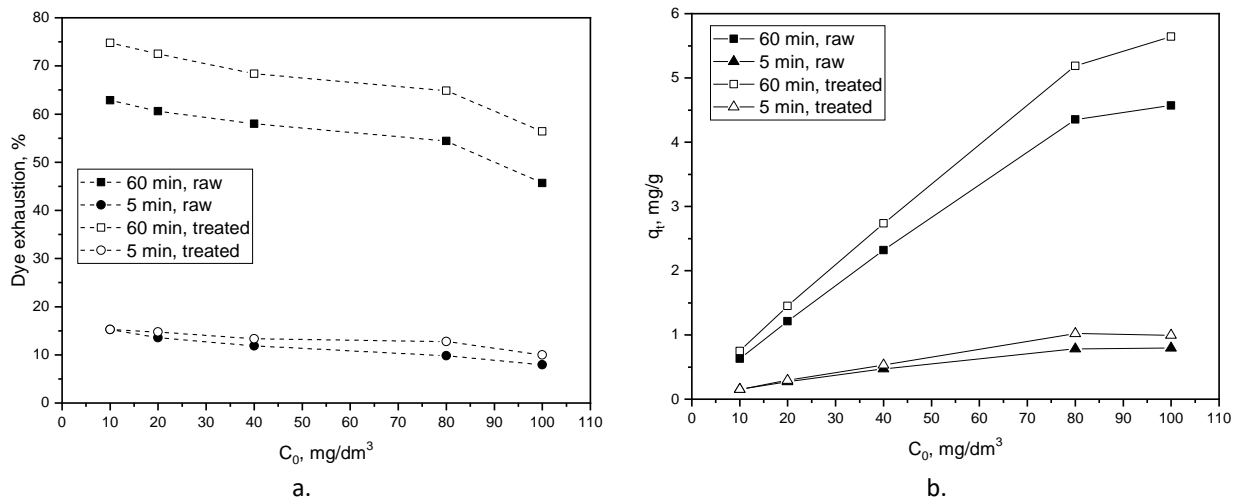 80
70
60
50
40
30
20
10
0
Dye exhaustion, %
60 min, raw
5 min, raw
60 min, treated
5 min, treated
0 10 20 30 40 50 60 70 80 90 100 110
C₀, mg/dm³
a.
6
5
4
3
2
1
0
qₜ, mg/g
60 min, raw
5 min, raw
60 min, treated
5 min, treated
0 10 20 30 40 50 60 70 80 90 100 110
C₀, mg/dm³
b.